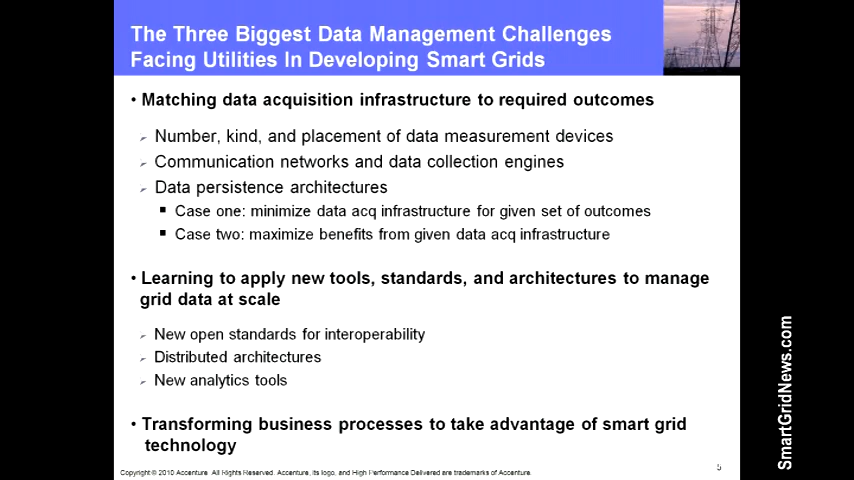 The Three Biggest Data Management Challenges
Facing Utilities In Developing Smart Grids
• Matching data acquisition infrastructure to required outcomes
Number, kind, and placement of data measurement devices
Communication networks and data collection engines
Data persistence architectures
▪ Case one: minimize data acq infrastructure for given set of outcomes
▪ Case two: maximize benefits from given data acq infrastructure
• Learning to apply new tools, standards, and architectures to manage
grid data at scale
New open standards for interoperability
Distributed architectures
New analytics tools
• Transforming business processes to take advantage of smart grid
technology
Copyright © 2010 Accenture. All Rights Reserved. Accenture, its logo, and High Performance Delivered are trademarks of Accenture.
5
SmartGridNews.com